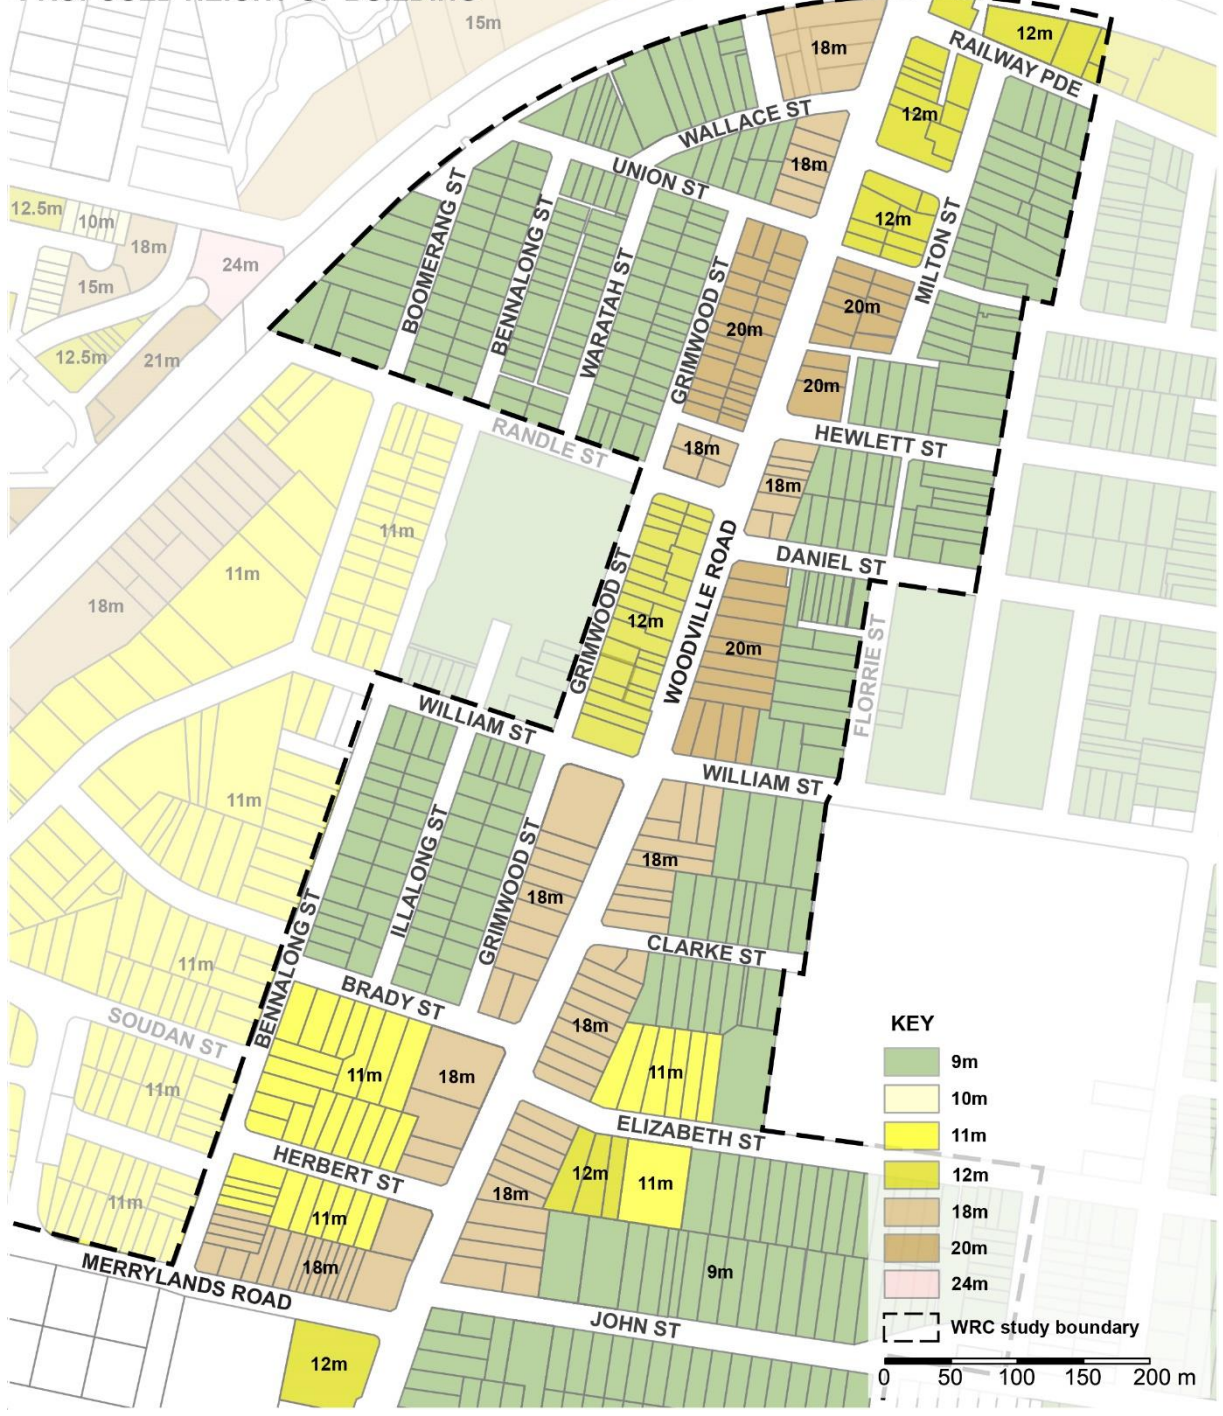 PROPOSED HEIGHT OF BUILDING
15m
18m
12m
RAILWAY PDE
12m
WALLACE ST
18m
UNION ST
12m
12.5m
10m
18m
24m
15m
12.5m
21m
BOOMERANG ST
BENNALONG ST
WARATAH ST
GRIMWOOD ST
MILTON ST
20m
20m
20m
RANDLE ST
18m
HEWLETT ST
18m
11m
11m
18m
GRIMWOOD ST
12m
WOODVILLE ROAD
DANIEL ST
20m
FLORRIE ST
WILLIAM ST
WILLIAM ST
11m
ILLALONG ST
GRIMWOOD ST
18m
18m
BENNALONG ST
CLARKE ST
11m
BRADY ST
SOUDAN ST
18m
11m
11m
18m
11m
ELIZABETH ST
HERBERT ST
12m
11m
18m
11m
11m
18m
9m
MERRYLANDS ROAD
JOHN ST
12m
KEY
9m
10m
11m
12m
18m
20m
24m
WRC study boundary
0 50 100 150 200 m